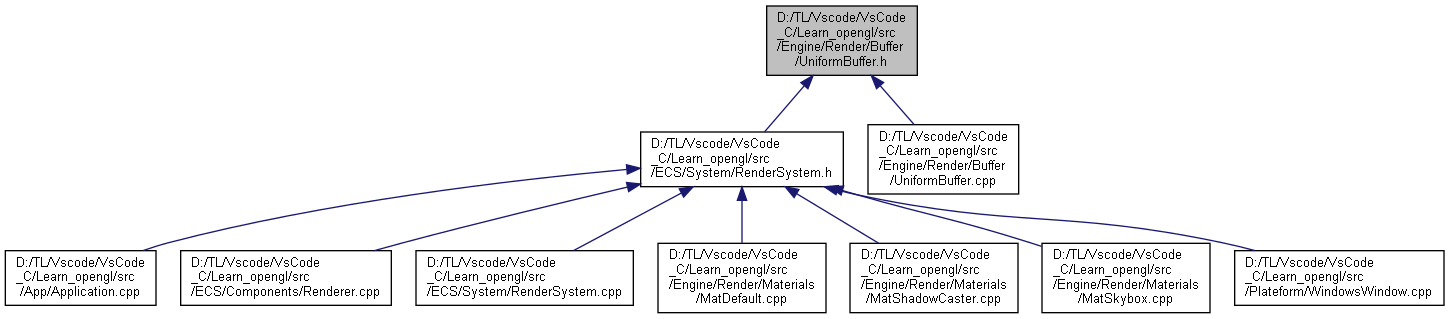 D:/TL/Vscode/VsCode
_C/Learn_opengl/src
/Engine/Render/Buffer
/UniformBuffer.h
D:/TL/Vscode/VsCode
_C/Learn_opengl/src
/ECS/System/RenderSystem.h
D:/TL/Vscode/VsCode
_C/Learn_opengl/src
/Engine/Render/Buffer
/UniformBuffer.cpp
D:/TL/Vscode/VsCode
_C/Learn_opengl/src
/App/Application.cpp
D:/TL/Vscode/VsCode
_C/Learn_opengl/src
/ECS/Components/Renderer.cpp
D:/TL/Vscode/VsCode
_C/Learn_opengl/src
/ECS/System/RenderSystem.cpp
D:/TL/Vscode/VsCode
_C/Learn_opengl/src
/Engine/Render/Materials
/MatDefault.cpp
D:/TL/Vscode/VsCode
_C/Learn_opengl/src
/Engine/Render/Materials
/MatShadowCaster.cpp
D:/TL/Vscode/VsCode
_C/Learn_opengl/src
/Engine/Render/Materials
/MatSkybox.cpp
D:/TL/Vscode/VsCode
_C/Learn_opengl/src
/Plateform/WindowsWindow.cpp